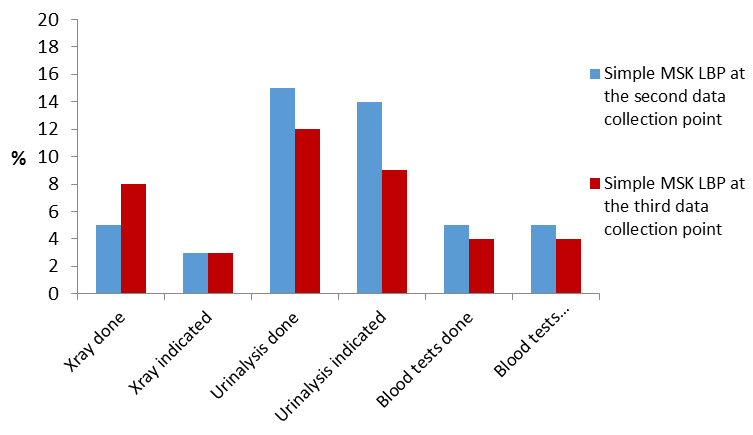 20
18
16
14
12
10
8
6
4
2
0
%
Xray done
Xray indicated
Urinalysis done
Urinalysis indicated
Blood tests done
Blood tests...
Simple MSK LBP at
the second data
collection point
Simple MSK LBP at
the third data
collection point